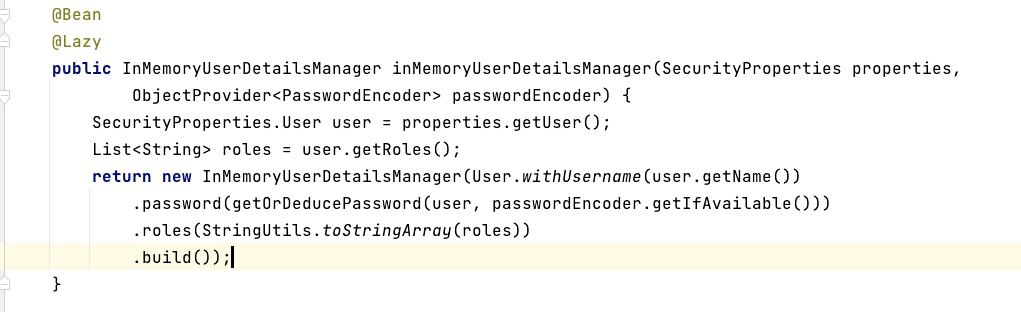 @Bean
@Lazy
public InMemoryUserDetailsManager inMemoryUserDetailsManager(SecurityProperties properties,
        ObjectProvider<PasswordEncoder> passwordEncoder) {
    SecurityProperties.User user = properties.getUser();
    List<String> roles = user.getRoles();
    return new InMemoryUserDetailsManager(User.withUsername(user.getName())
        .password(getOrDeducePassword(user, passwordEncoder.getIfAvailable()))
        .roles(StringUtils.toStringArray(roles))
        .build());
}